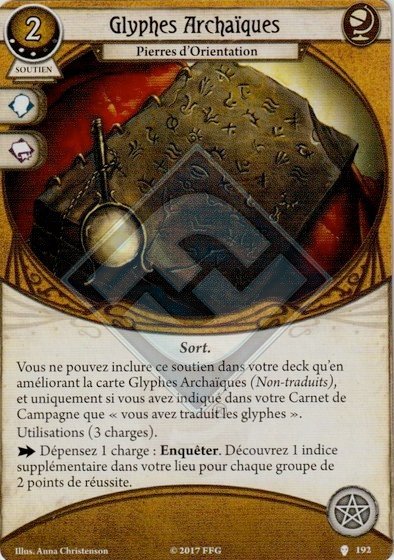 2
Glyphes Archaïques
Pierres d'Orientation
SOUTIEN
Sort.
Vous ne pouvez inclure ce soutien dans votre deck qu'en
améliorant la carte Glyphes Archaïques (Non-traduits),
et uniquement si vous avez indiqué dans votre Carnet de
Campagne que « vous avez traduit les glyphes ».
Utilisations (3 charges).
Dépensez 1 charge : Enquêter. Découvrez 1 indice
supplémentaire dans votre lieu pour chaque groupe de
2 points de réussite.
Illus. Anna Christenson
© 2017 FFG
192